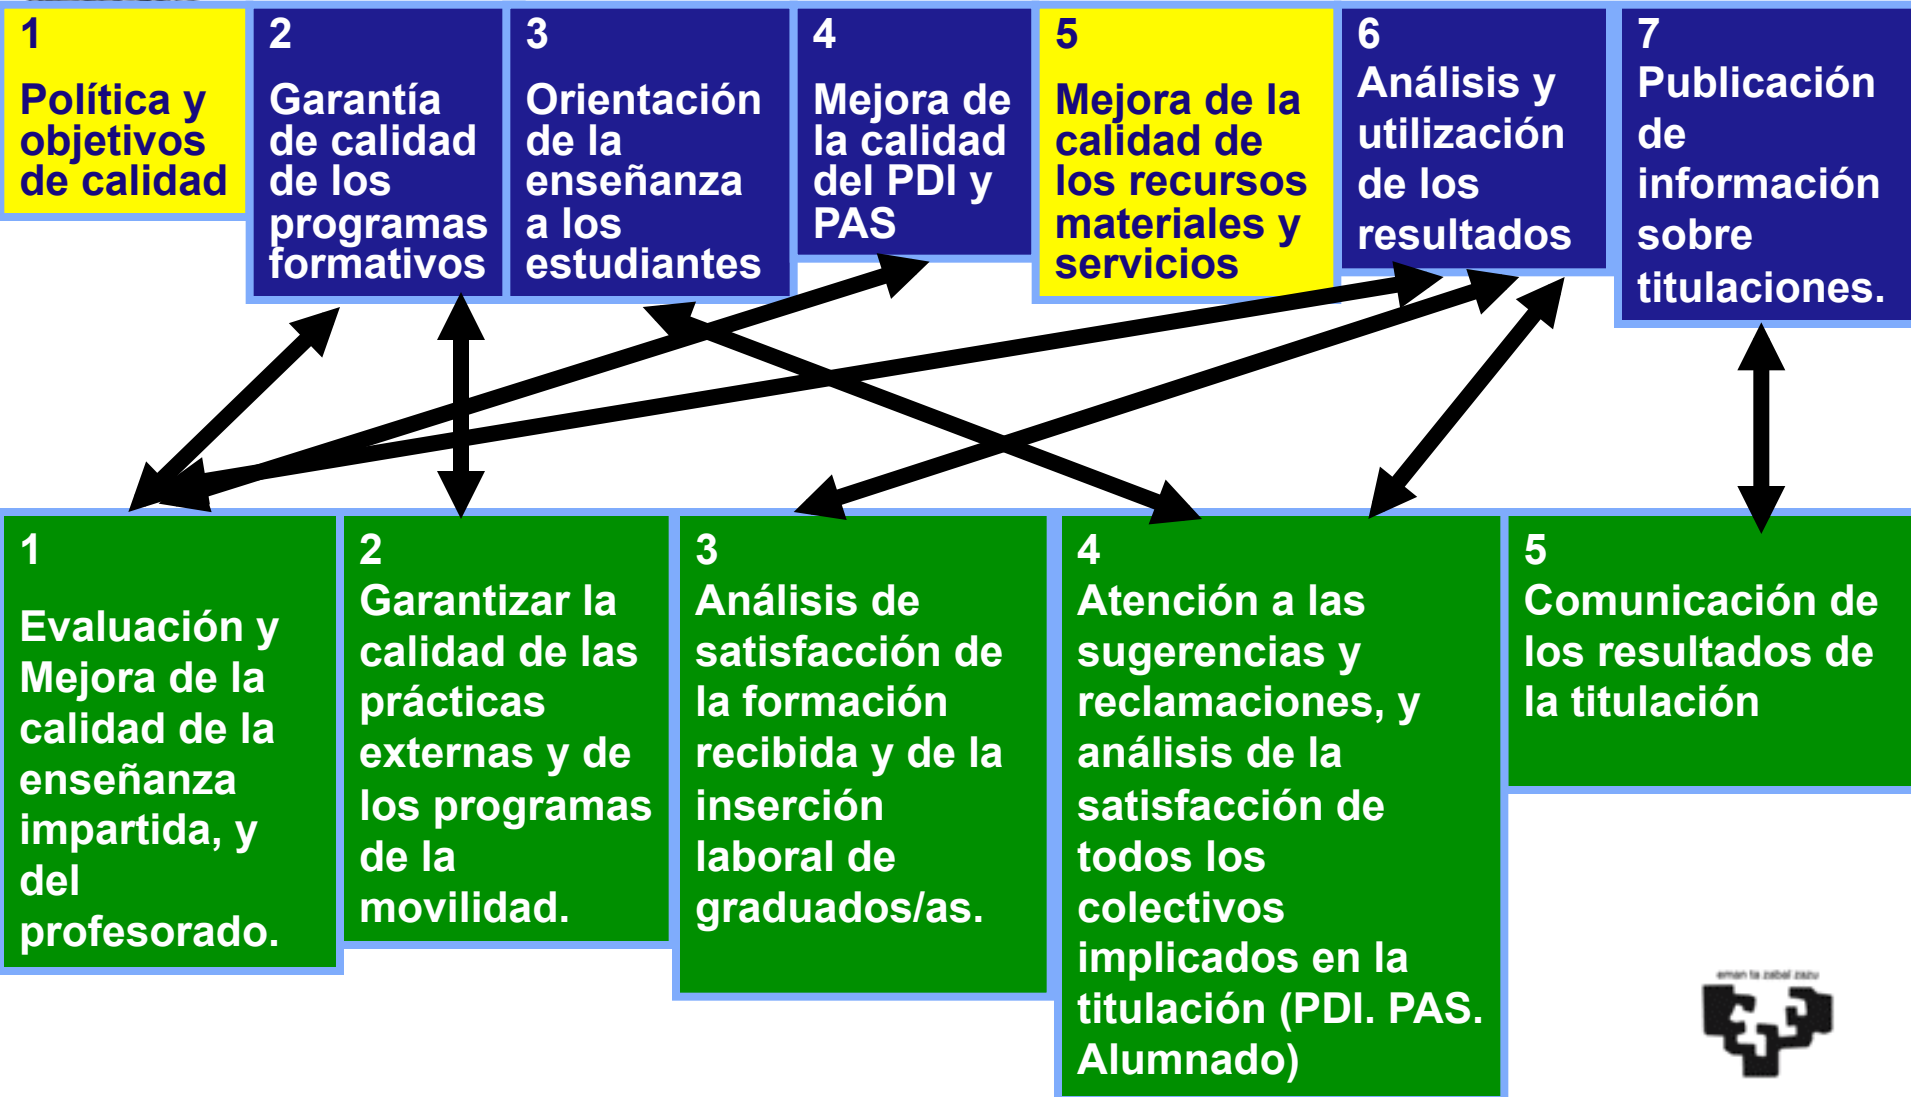 1
Política y
objetivos
de calidad
2
Garantía
de calidad
de los
programas
formativos
3
Orientación
de la
enseñanza
a los
estudiantes
4
Mejora de
la calidad
del PDI y
PAS
5
Mejora de la
calidad de
los recursos
materiales y
servicios
6
Análisis y
utilización
de los
resultados
7
Publicación
de
información
sobre
titulaciones.
1
Evaluación y
Mejora de la
calidad de la
enseñanza
impartida, y
del
profesorado.
2
Garantizar la
calidad de las
prácticas
externas y de
los programas
de la
movilidad.
3
Análisis de
satisfacción de
la formación
recibida y de la
inserción
laboral de
graduados/as.
4
Atención a las
sugerencias y
reclamaciones, y
análisis de la
satisfacción de
todos los
colectivos
implicados en la
titulación (PDI. PAS.
Alumnado)
5
Comunicación de
los resultados de
la titulación
eman ta zabal zazu